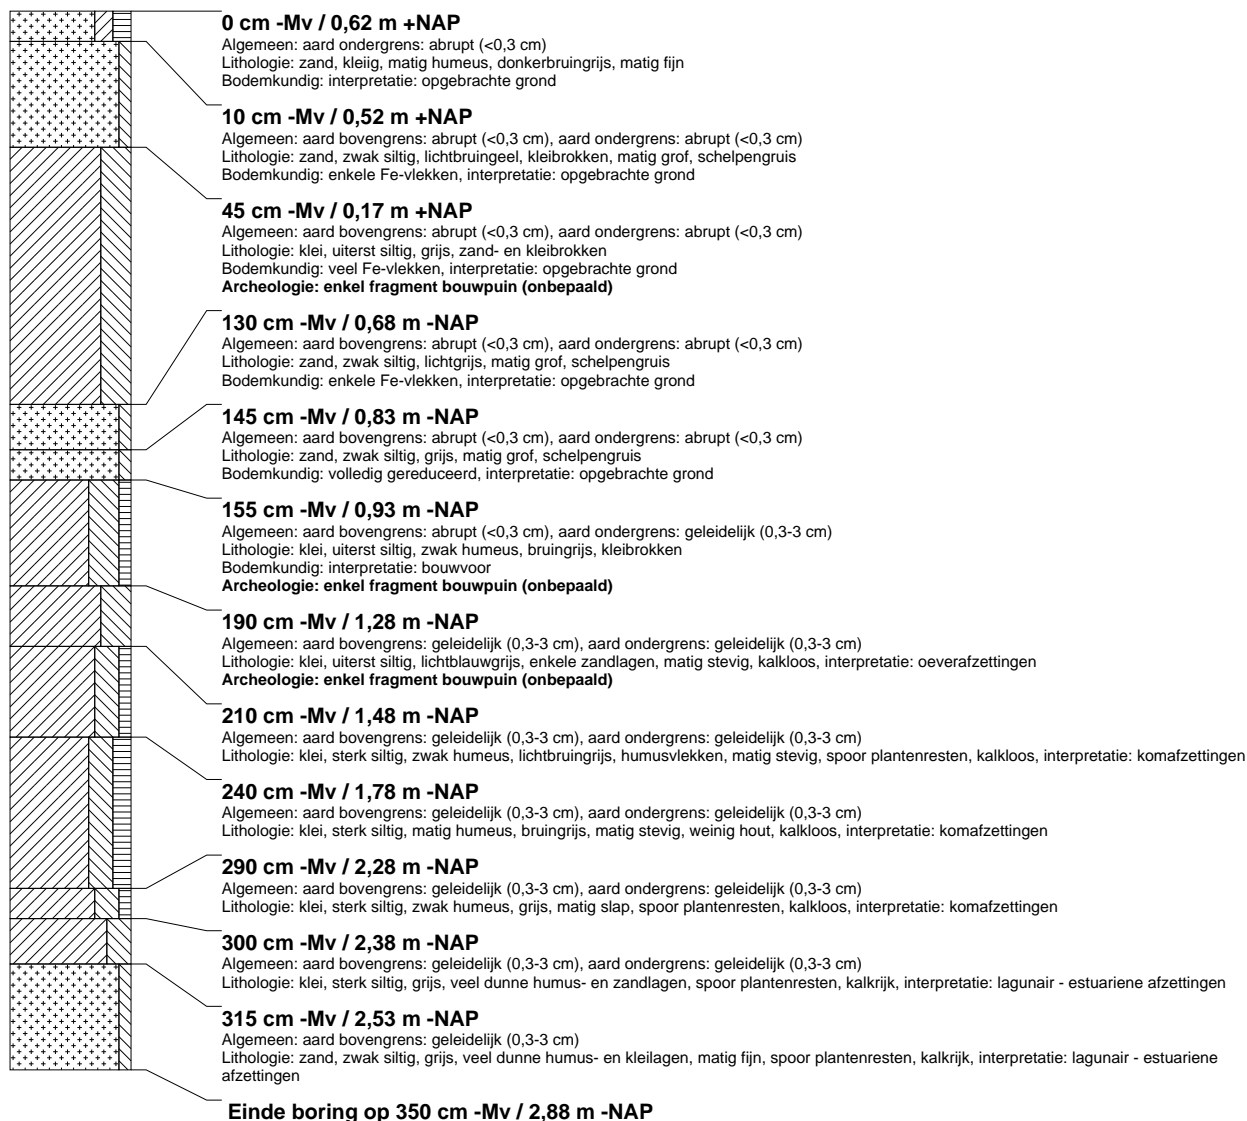 0 cm -Mv / 0,62 m +NAP
Algemeen: aard ondergrens: abrupt (<0,3 cm)
Lithologie: zand, kleiig, matig humeus, donkerbruingrijs, matig fijn
Bodemkundig: interpretatie: opgebrachte grond
10 cm -Mv / 0,52 m +NAP
Algemeen: aard bovengrens: abrupt (<0,3 cm), aard ondergrens: abrupt (<0,3 cm)
Lithologie: zand, zwak siltig, lichtbruingeel, kleibrokken, matig grof, schelpengruis
Bodemkundig: enkele Fe-vlekken, interpretatie: opgebrachte grond
45 cm -Mv / 0,17 m +NAP
Algemeen: aard bovengrens: abrupt (<0,3 cm), aard ondergrens: abrupt (<0,3 cm)
Lithologie: klei, uiterst siltig, grijs, zand- en kleibrokken
Bodemkundig: veel Fe-vlekken, interpretatie: opgebrachte grond
Archeologie: enkel fragment bouwpuin (onbepaald)
130 cm -Mv / 0,68 m -NAP
Algemeen: aard bovengrens: abrupt (<0,3 cm), aard ondergrens: abrupt (<0,3 cm)
Lithologie: zand, zwak siltig, lichtgrijs, matig grof, schelpengruis
Bodemkundig: enkele Fe-vlekken, interpretatie: opgebrachte grond
145 cm -Mv / 0,83 m -NAP
Algemeen: aard bovengrens: abrupt (<0,3 cm), aard ondergrens: abrupt (<0,3 cm)
Lithologie: zand, zwak siltig, grijs, matig grof, schelpengruis
Bodemkundig: volledig gereduceerd, interpretatie: opgebrachte grond
155 cm -Mv / 0,93 m -NAP
Algemeen: aard bovengrens: abrupt (<0,3 cm), aard ondergrens: geleidelijk (0,3-3 cm)
Lithologie: klei, uiterst siltig, zwak humeus, bruingrijs, kleibrokken
Bodemkundig: interpretatie: bouwvoor
Archeologie: enkel fragment bouwpuin (onbepaald)
190 cm -Mv / 1,28 m -NAP
Algemeen: aard bovengrens: geleidelijk (0,3-3 cm), aard ondergrens: geleidelijk (0,3-3 cm)
Lithologie: klei, uiterst siltig, lichtblauwgrijs, enkele zandlagen, matig stevig, kalkloos, interpretatie: oeverafzettingen
Archeologie: enkel fragment bouwpuin (onbepaald)
210 cm -Mv / 1,48 m -NAP
Algemeen: aard bovengrens: geleidelijk (0,3-3 cm), aard ondergrens: geleidelijk (0,3-3 cm)
Lithologie: klei, sterk siltig, zwak humeus, lichtbruingrijs, humusvlekken, matig stevig, spoor plantenresten, kalkloos, interpretatie: komafzettingen
240 cm -Mv / 1,78 m -NAP
Algemeen: aard bovengrens: geleidelijk (0,3-3 cm), aard ondergrens: geleidelijk (0,3-3 cm)
Lithologie: klei, sterk siltig, matig humeus, bruingrijs, matig stevig, weinig hout, kalkloos, interpretatie: komafzettingen
290 cm -Mv / 2,28 m -NAP
Algemeen: aard bovengrens: geleidelijk (0,3-3 cm), aard ondergrens: geleidelijk (0,3-3 cm)
Lithologie: klei, sterk siltig, zwak humeus, grijs, matig slap, spoor plantenresten, kalkloos, interpretatie: komafzettingen
300 cm -Mv / 2,38 m -NAP
Algemeen: aard bovengrens: geleidelijk (0,3-3 cm), aard ondergrens: geleidelijk (0,3-3 cm)
Lithologie: klei, sterk siltig, grijs, veel dunne humus- en zandlagen, spoor plantenresten, kalkrijk, interpretatie: lagunair - estuariene afzettingen
315 cm -Mv / 2,53 m -NAP
Algemeen: aard bovengrens: geleidelijk (0,3-3 cm)
Lithologie: zand, zwak siltig, grijs, veel dunne humus- en kleilagen, matig fijn, spoor plantenresten, kalkrijk, interpretatie: lagunair - estuariene
afzettingen
Einde boring op 350 cm -Mv / 2,88 m -NAP